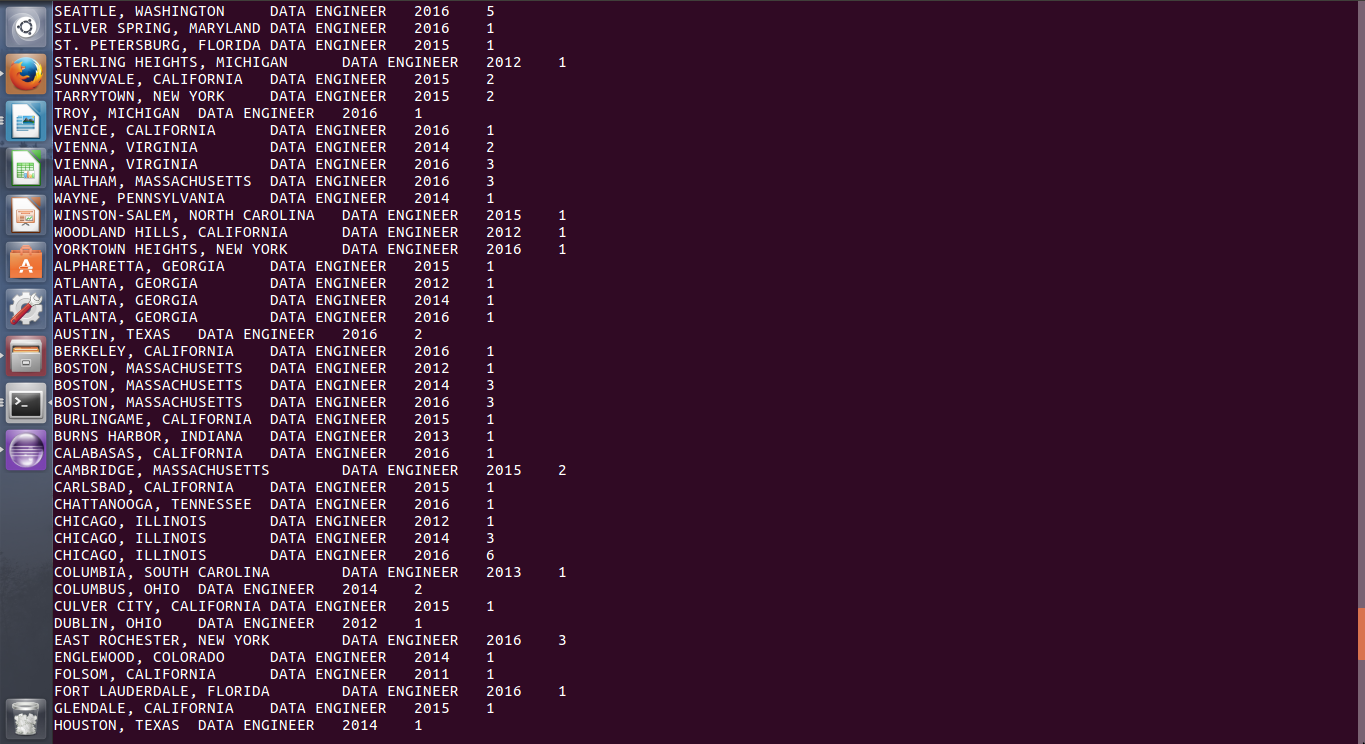 SEATTLE, WASHINGTON     DATA ENGINEER   2016    5
SILVER SPRING, MARYLAND DATA ENGINEER   2016    1
ST. PETERSBURG, FLORIDA DATA ENGINEER   2015    1
STERLING HEIGHTS, MICHIGAN      DATA ENGINEER   2012    1
SUNNYVALE, CALIFORNIA   DATA ENGINEER   2015    2
TARRYTOWN, NEW YORK     DATA ENGINEER   2015    2
TROY, MICHIGAN  DATA ENGINEER   2016    1
VENICE, CALIFORNIA      DATA ENGINEER   2016    1
VIENNA, VIRGINIA        DATA ENGINEER   2014    2
VIENNA, VIRGINIA        DATA ENGINEER   2016    3
WALTHAM, MASSACHUSETTS  DATA ENGINEER   2016    3
WAYNE, PENNSYLVANIA     DATA ENGINEER   2014    1
WINSTON-SALEM, NORTH CAROLINA   DATA ENGINEER   2015    1
WOODLAND HILLS, CALIFORNIA      DATA ENGINEER   2012    1
YORKTOWN HEIGHTS, NEW YORK      DATA ENGINEER   2016    1
ALPHARETTA, GEORGIA     DATA ENGINEER   2015    1
ATLANTA, GEORGIA        DATA ENGINEER   2012    1
ATLANTA, GEORGIA        DATA ENGINEER   2014    1
ATLANTA, GEORGIA        DATA ENGINEER   2016    1
AUSTIN, TEXAS   DATA ENGINEER   2016    2
BERKELEY, CALIFORNIA    DATA ENGINEER   2016    1
BOSTON, MASSACHUSETTS   DATA ENGINEER   2012    1
BOSTON, MASSACHUSETTS   DATA ENGINEER   2014    3
BOSTON, MASSACHUSETTS   DATA ENGINEER   2016    3
BURLINGAME, CALIFORNIA  DATA ENGINEER   2015    1
BURNS HARBOR, INDIANA   DATA ENGINEER   2013    1
CALABASAS, CALIFORNIA   DATA ENGINEER   2016    1
CAMBRIDGE, MASSACHUSETTS        DATA ENGINEER   2015    2
CARLSBAD, CALIFORNIA    DATA ENGINEER   2015    1
CHATTANOOGA, TENNESSEE  DATA ENGINEER   2016    1
CHICAGO, ILLINOIS       DATA ENGINEER   2012    1
CHICAGO, ILLINOIS       DATA ENGINEER   2014    3
CHICAGO, ILLINOIS       DATA ENGINEER   2016    6
COLUMBIA, SOUTH CAROLINA        DATA ENGINEER   2013    1
COLUMBUS, OHIO  DATA ENGINEER   2014    2
CULVER CITY, CALIFORNIA DATA ENGINEER   2015    1
DUBLIN, OHIO    DATA ENGINEER   2012    1
EAST ROCHESTER, NEW YORK        DATA ENGINEER   2016    3
ENGLEWOOD, COLORADO     DATA ENGINEER   2014    1
FOLSOM, CALIFORNIA      DATA ENGINEER   2011    1
FORT LAUDERDALE, FLORIDA        DATA ENGINEER   2016    1
GLENDALE, CALIFORNIA    DATA ENGINEER   2015    1
HOUSTON, TEXAS  DATA ENGINEER   2014    1